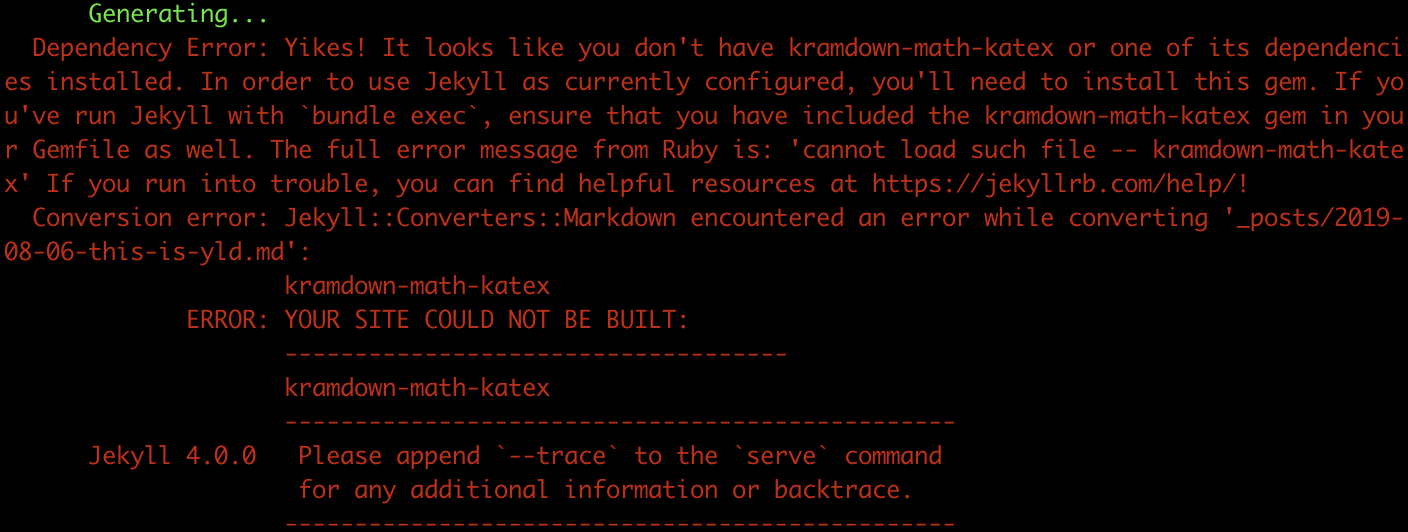 Generating...
Dependency Error: Yikes! It looks like you don't have kramdown-math-katex or one of its dependenci
es installed. In order to use Jekyll as currently configured, you'll need to install this gem. If yo
u've run Jekyll with `bundle exec`, ensure that you have included the kramdown-math-katex gem in you
r Gemfile as well. The full error message from Ruby is: 'cannot load such file -- kramdown-math-kate
x' If you run into trouble, you can find helpful resources at https://jekyllrb.com/help/!
Conversion error: Jekyll::Converters::Markdown encountered an error while converting '_posts/2019-
08-06-this-is-yld.md':
kramdown-math-katex
ERROR: YOUR SITE COULD NOT BE BUILT:
------------------------------------
kramdown-math-katex
------------------------------------------------
Jekyll 4.0.0   Please append `--trace` to the `serve` command
for any additional information or backtrace.
------------------------------------------------